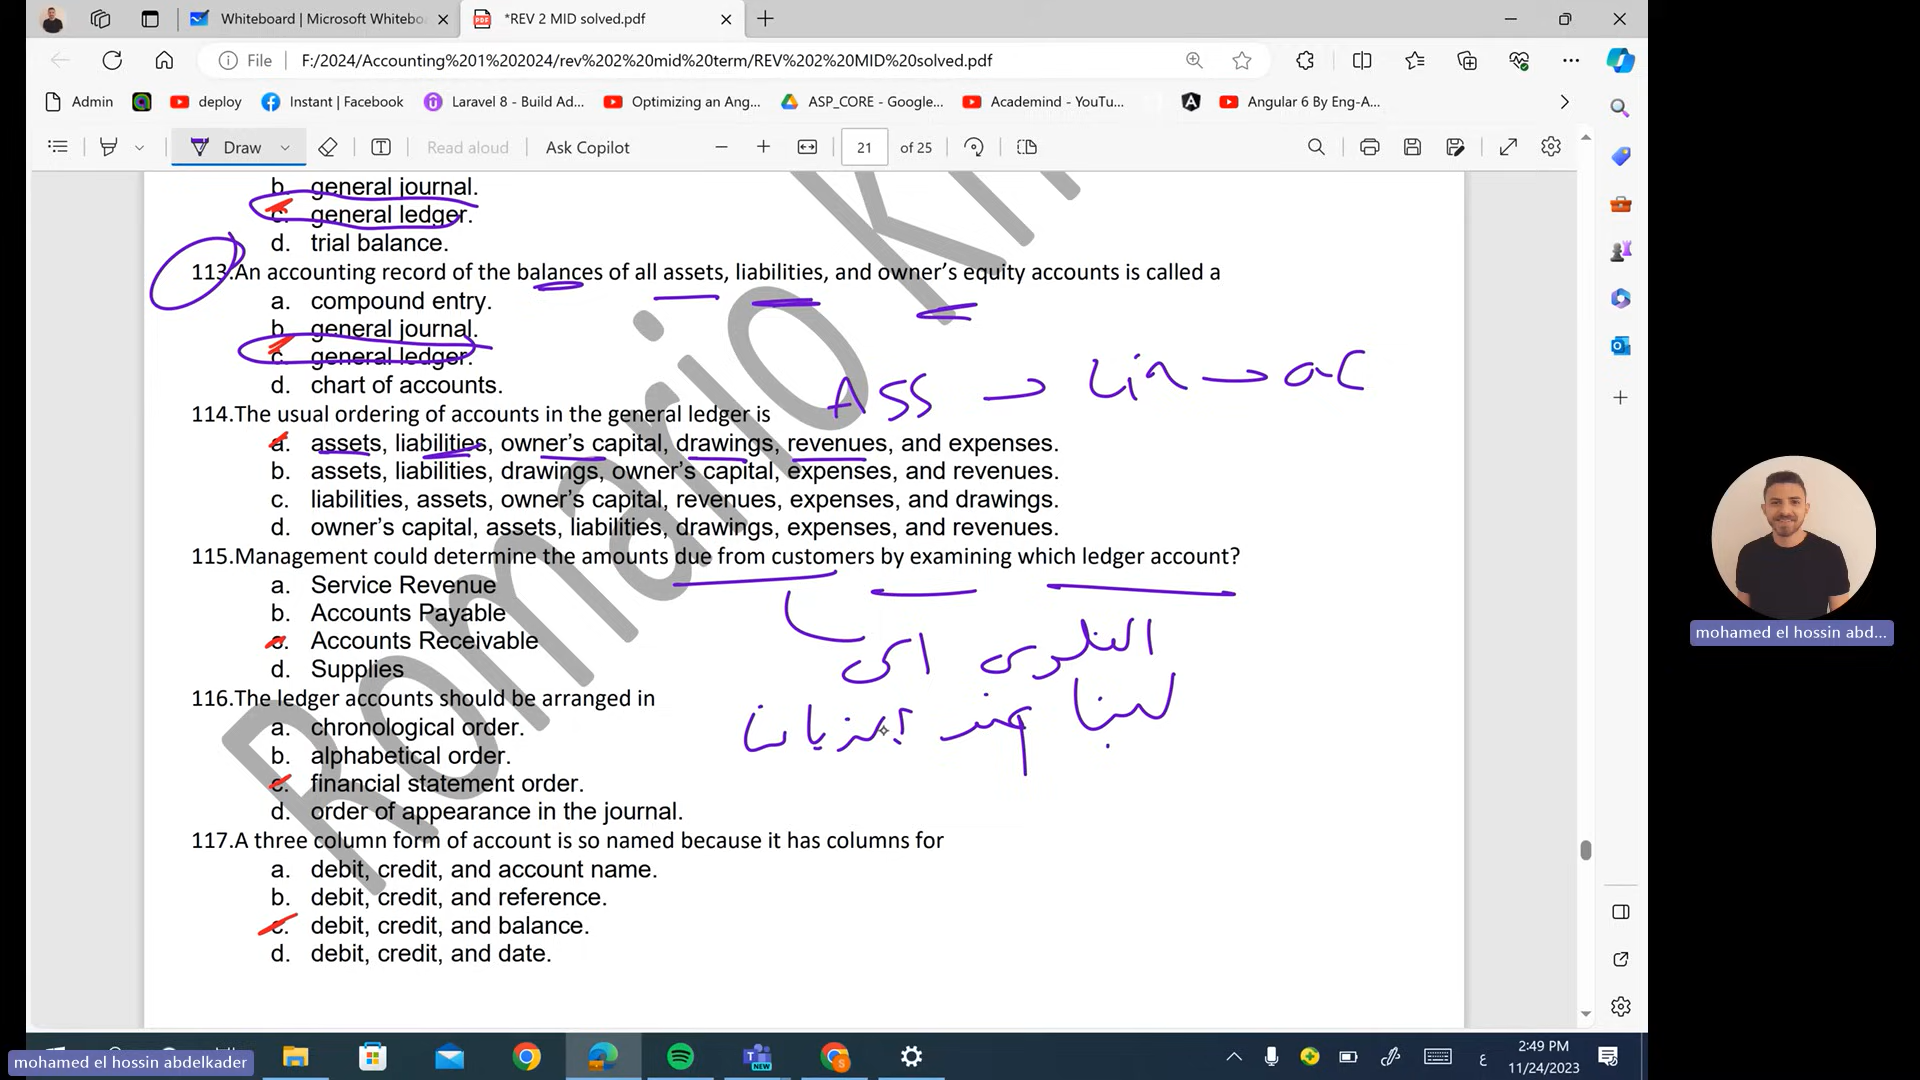 Whiteboard | Microsoft Whitebo
*REV 2 MID solved.pdf
File
F:/2024/Accounting%201%202024/rev%202%20mid%20term/REV%202%20MID%20solved.pdf
Admin
deploy
Instant | Facebook
Laravel 8 - Build Ad...
Optimizing an Ang...
ASP_CORE - Google...
Academind - YouTu...
Angular 6 By Eng-A...
Draw
Read aloud
Ask Copilot
21 of 25
b. general journal.
c. general ledger.
d. trial balance.
113.An accounting record of the balances of all assets, liabilities, and owner's equity accounts is called a
a. compound entry.
b. general journal.
c. general ledger.
d. chart of accounts.
ASS → Lia → OE
114.The usual ordering of accounts in the general ledger is
a. assets, liabilities, owner's capital, drawings, revenues, and expenses.
b. assets, liabilities, drawings, owner's capital, expenses, and revenues.
c. liabilities, assets, owner's capital, revenues, expenses, and drawings.
d. owner's capital, assets, liabilities, drawings, expenses, and revenues.
115.Management could determine the amounts due from customers by examining which ledger account?
a. Service Revenue
b. Accounts Payable
c. Accounts Receivable
d. Supplies
الفلوس اللى
لينا عند الزباين
116.The ledger accounts should be arranged in
a. chronological order.
b. alphabetical order.
c. financial statement order.
d. order of appearance in the journal.
117.A three column form of account is so named because it has columns for
a. debit, credit, and account name.
b. debit, credit, and reference.
c. debit, credit, and balance.
d. debit, credit, and date.
Romario
mohamed el hossin abd...
mohamed el hossin abdelkader
NEW
ع
2:49 PM
11/24/2023